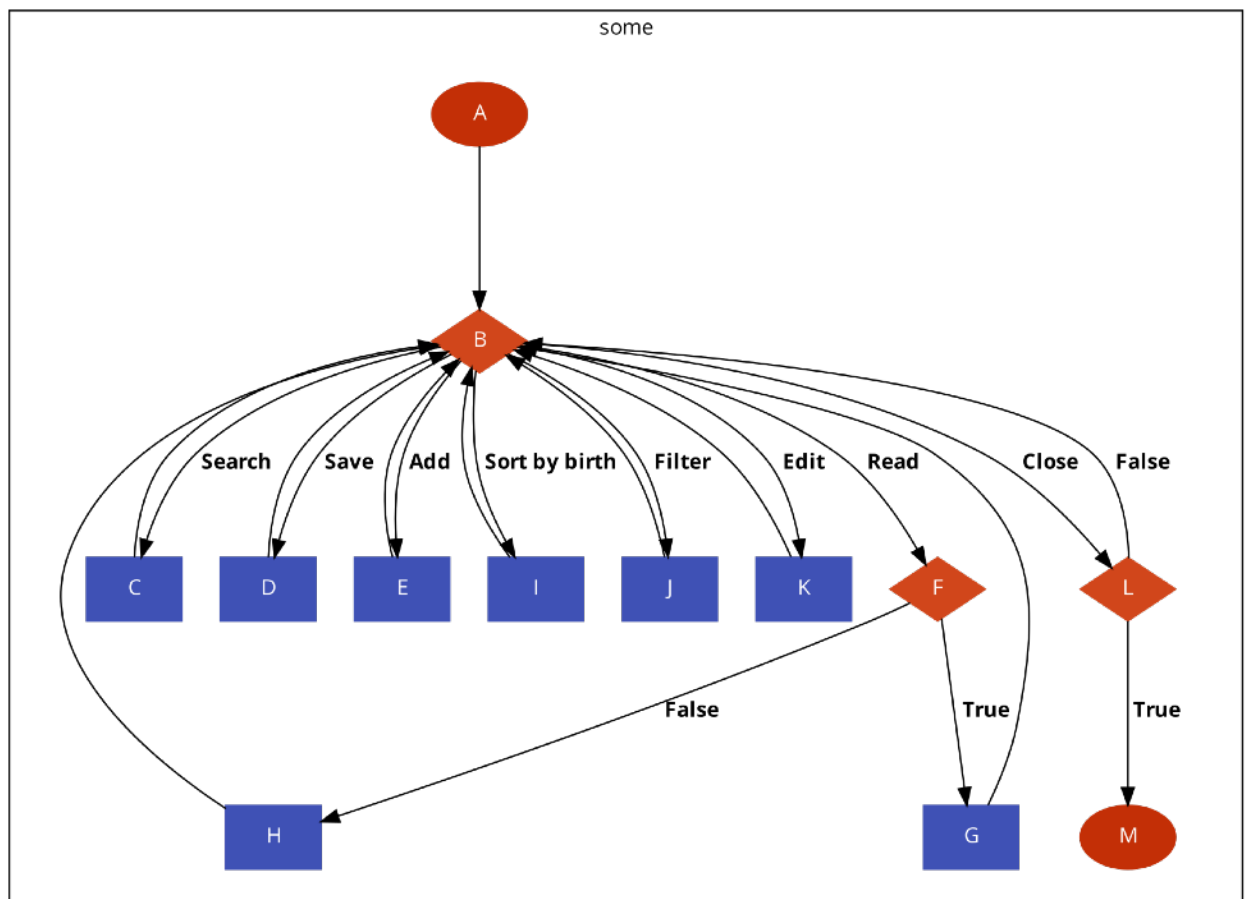 some
A
B
Search
Save
Add
Sort by birth
Filter
Edit
Read
Close
False
C
D
E
I
J
K
F
L
False
True
True
H
G
M